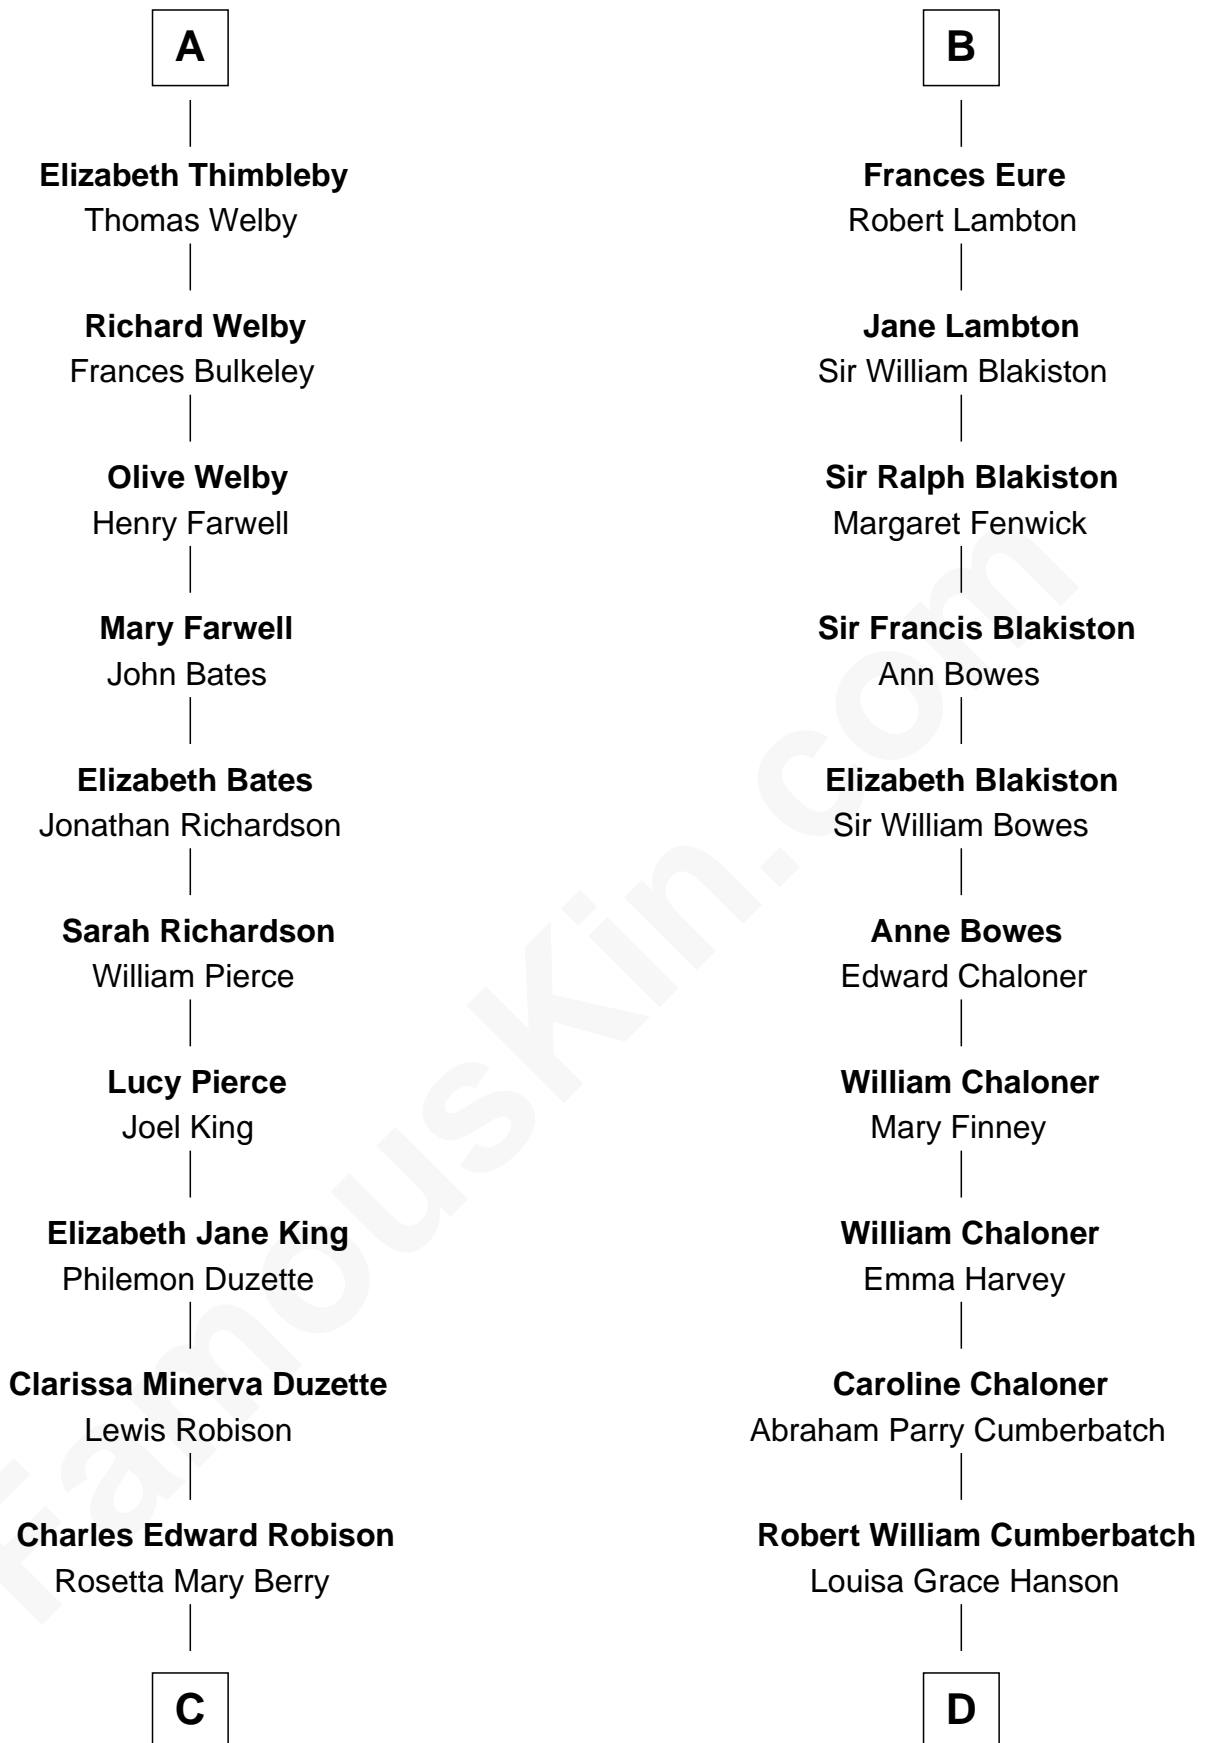 A
Elizabeth Thimbleby
Thomas Welby
Richard Welby
Frances Bulkeley
Olive Welby
Henry Farwell
Mary Farwell
John Bates
Elizabeth Bates
Jonathan Richardson
Sarah Richardson
William Pierce
Lucy Pierce
Joel King
Elizabeth Jane King
Philemon Duzette
Clarissa Minerva Duzette
Lewis Robison
Charles Edward Robison
Rosetta Mary Berry
C
B
Frances Eure
Robert Lambton
Jane Lambton
Sir William Blakiston
Sir Ralph Blakiston
Margaret Fenwick
Sir Francis Blakiston
Ann Bowes
Elizabeth Blakiston
Sir William Bowes
Anne Bowes
Edward Chaloner
William Chaloner
Mary Finney
William Chaloner
Emma Harvey
Caroline Chaloner
Abraham Parry Cumberbatch
Robert William Cumberbatch
Louisa Grace Hanson
D
FamousKin.com